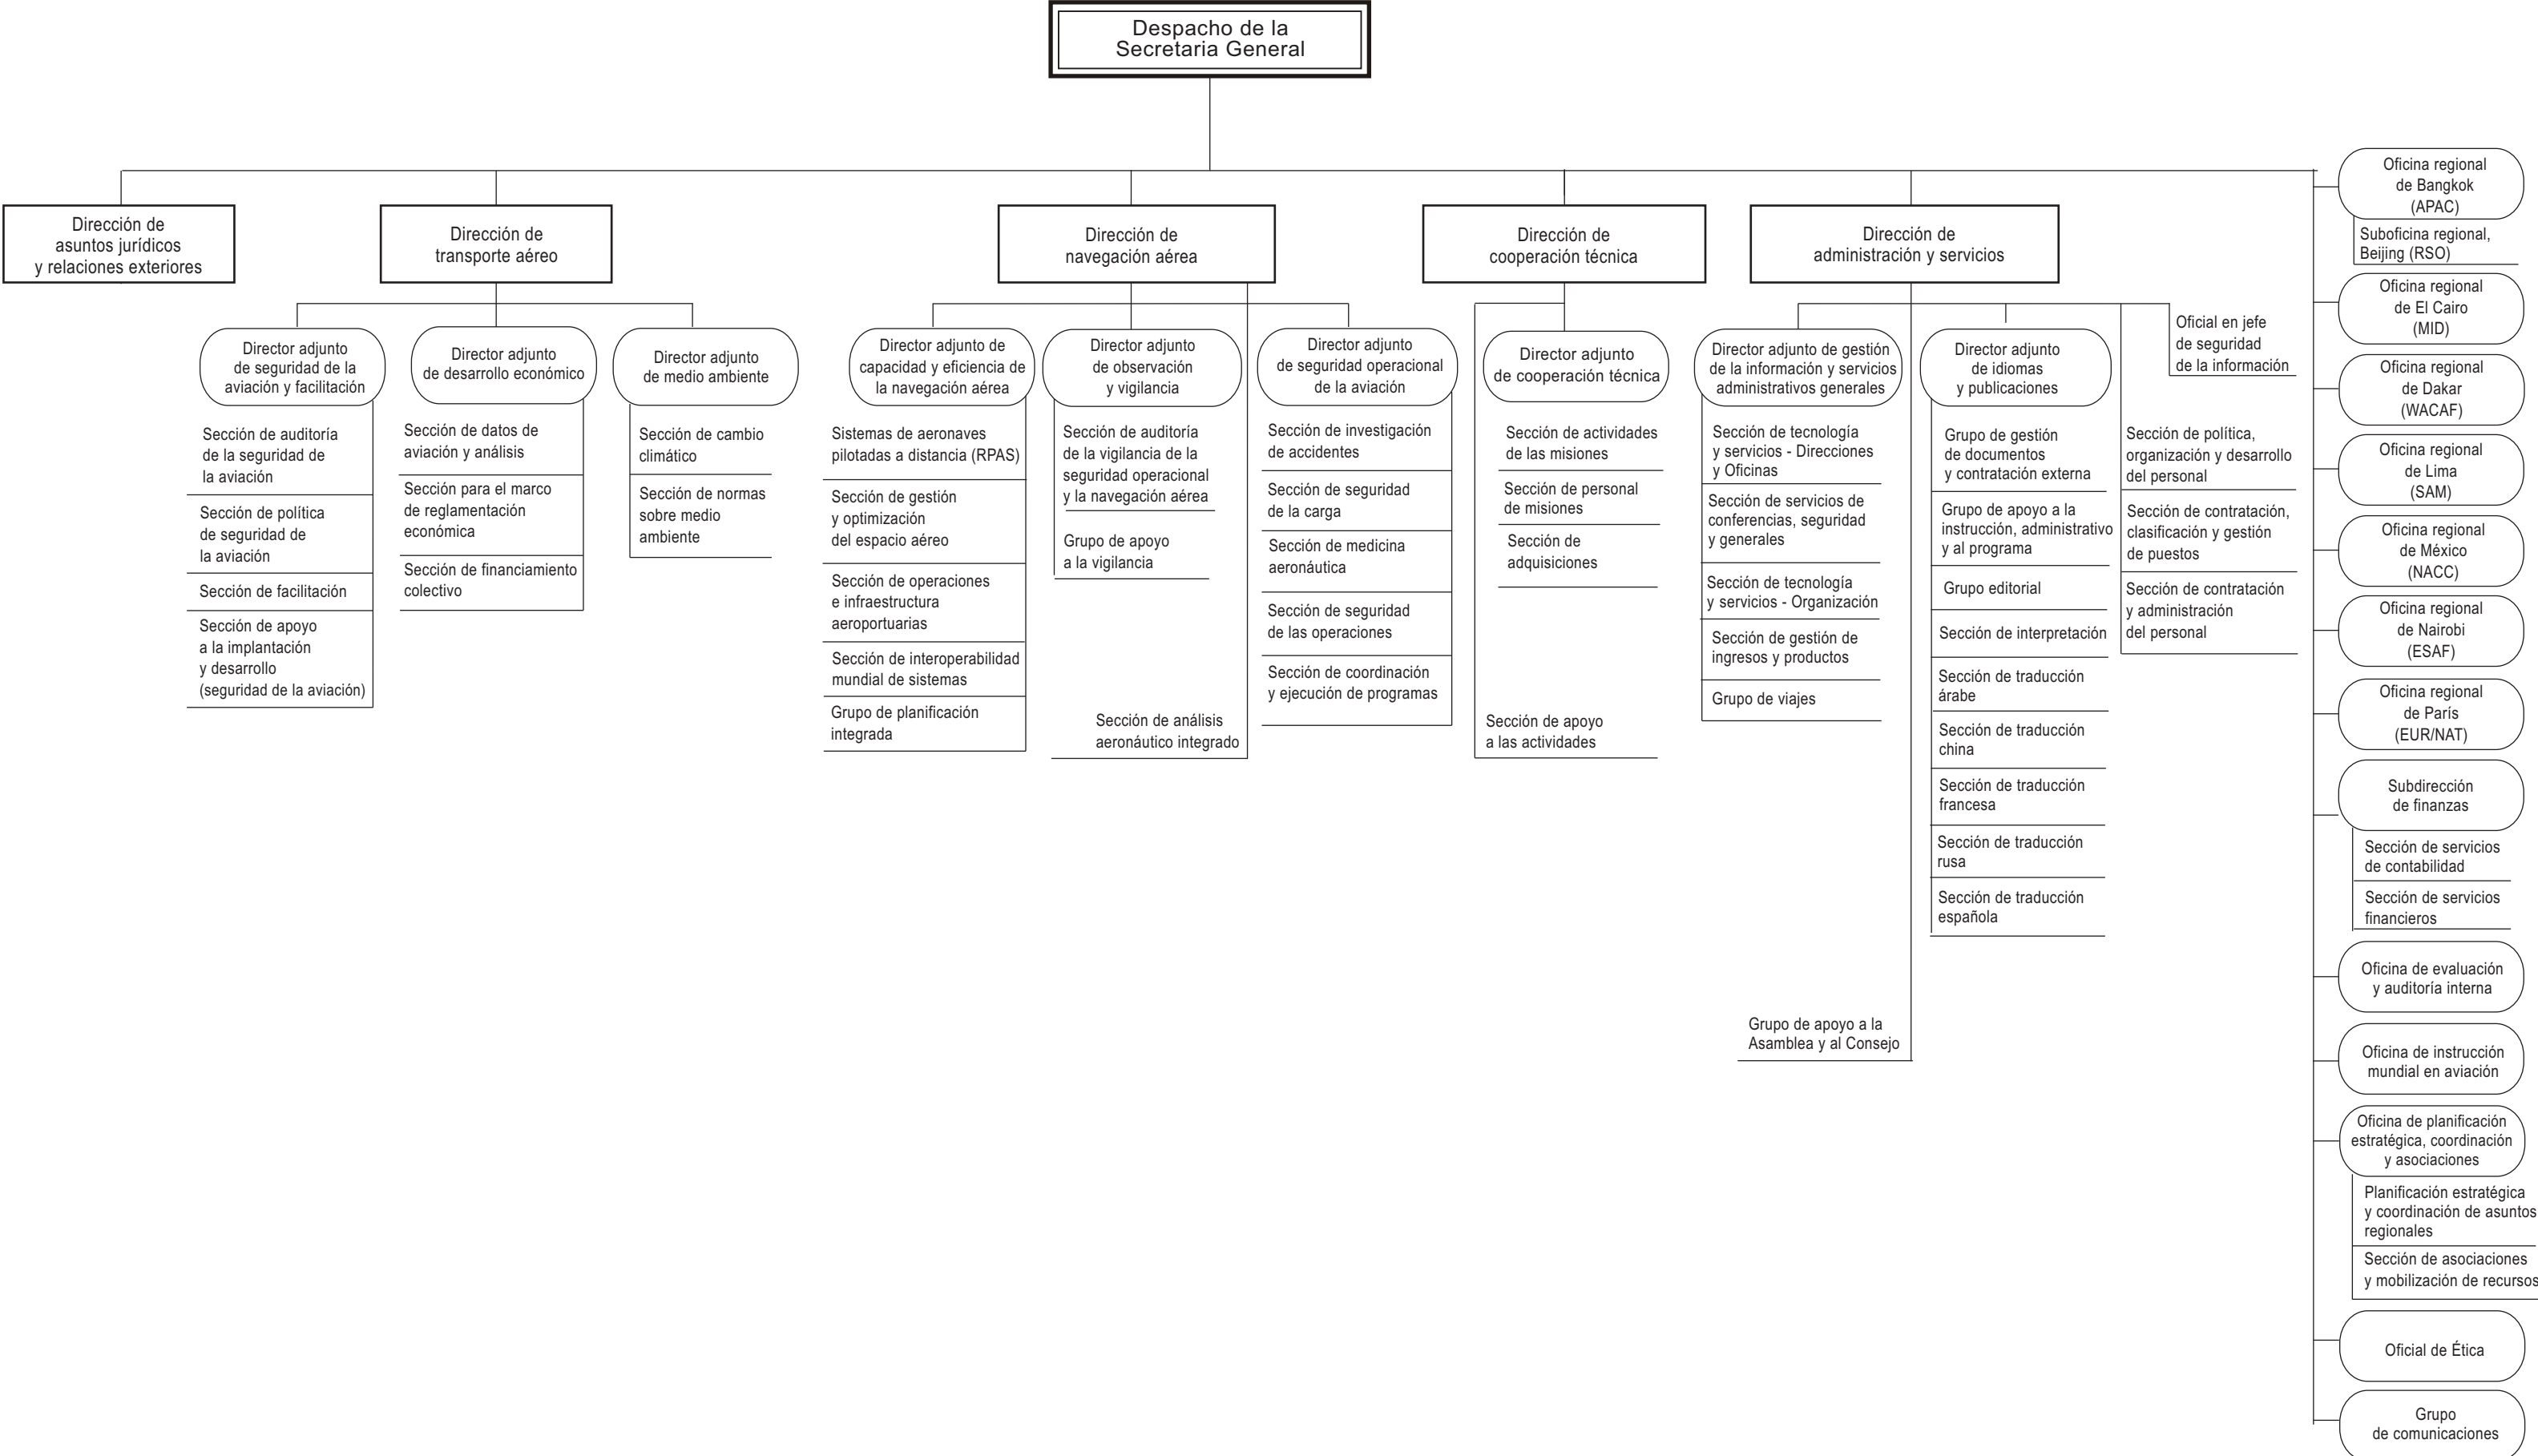 Despacho de la
Secretaria General
Dirección de
asuntos jurídicos
y relaciones exteriores
Dirección de
transporte aéreo
Director adjunto
de seguridad de la
aviación y facilitación
Sección de auditoría
de la seguridad de
la aviación
Sección de política
de seguridad de
la aviación
Sección de facilitación
Sección de apoyo
a la implantación
y desarrollo
(seguridad de la aviación)
Director adjunto
de desarrollo económico
Sección de datos de
aviación y análisis
Sección para el marco
de reglamentación
económica
Sección de financiamiento
colectivo
Director adjunto
de medio ambiente
Sección de cambio
climático
Sección de normas
sobre medio
ambiente
Dirección de
navegación aérea
Director adjunto de
capacidad y eficiencia de
la navegación aérea
Sistemas de aeronaves
pilotadas a distancia (RPAS)
Sección de gestión
y optimización
del espacio aéreo
Sección de operaciones
e infraestructura
aeroportuarias
Sección de interoperabilidad
mundial de sistemas
Grupo de planificación
integrada
Director adjunto
de observación
y vigilancia
Sección de auditoría
de la vigilancia de la
seguridad operacional
y la navegación aérea
Grupo de apoyo
a la vigilancia
Sección de análisis
aeronáutico integrado
Director adjunto
de seguridad operacional
de la aviación
Sección de investigación
de accidentes
Sección de seguridad
de la carga
Sección de medicina
aeronáutica
Sección de seguridad
de las operaciones
Sección de coordinación
y ejecución de programas
Dirección de
cooperación técnica
Director adjunto
de cooperación técnica
Sección de actividades
de las misiones
Sección de personal
de misiones
Sección de
adquisiciones
Sección de apoyo
a las actividades
Dirección de
administración y servicios
Director adjunto de gestión
de la información y servicios
administrativos generales
Sección de tecnología
y servicios - Direcciones
y Oficinas
Sección de servicios de
conferencias, seguridad
y generales
Sección de tecnología
y servicios - Organización
Sección de gestión de
ingresos y productos
Grupo de viajes
Grupo de apoyo a la
Asamblea y al Consejo
Director adjunto
de idiomas
y publicaciones
Grupo de gestión
de documentos
y contratación externa
Grupo de apoyo a la
instrucción, administrativo
y al programa
Grupo editorial
Sección de interpretación
Sección de traducción
árabe
Sección de traducción
china
Sección de traducción
francesa
Sección de traducción
rusa
Sección de traducción
española
Sección de política,
organización y desarrollo
del personal
Sección de contratación,
clasificación y gestión
de puestos
Sección de contratación
y administración
del personal
Oficial en jefe
de seguridad
de la información
Oficina regional
de Bangkok
(APAC)
Suboficina regional,
Beijing (RSO)
Oficina regional
de El Cairo
(MID)
Oficina regional
de Dakar
(WACAF)
Oficina regional
de Lima
(SAM)
Oficina regional
de México
(NACC)
Oficina regional
de Nairobi
(ESAF)
Oficina regional
de París
(EUR/NAT)
Subdirección
de finanzas
Sección de servicios
de contabilidad
Sección de servicios
financieros
Oficina de evaluación
y auditoría interna
Oficina de instrucción
mundial en aviación
Oficina de planificación
estratégica, coordinación
y asociaciones
Planificación estratégica
y coordinación de asuntos
regionales
Sección de asociaciones
y mobilización de recursos
Oficial de Ética
Grupo
de comunicaciones